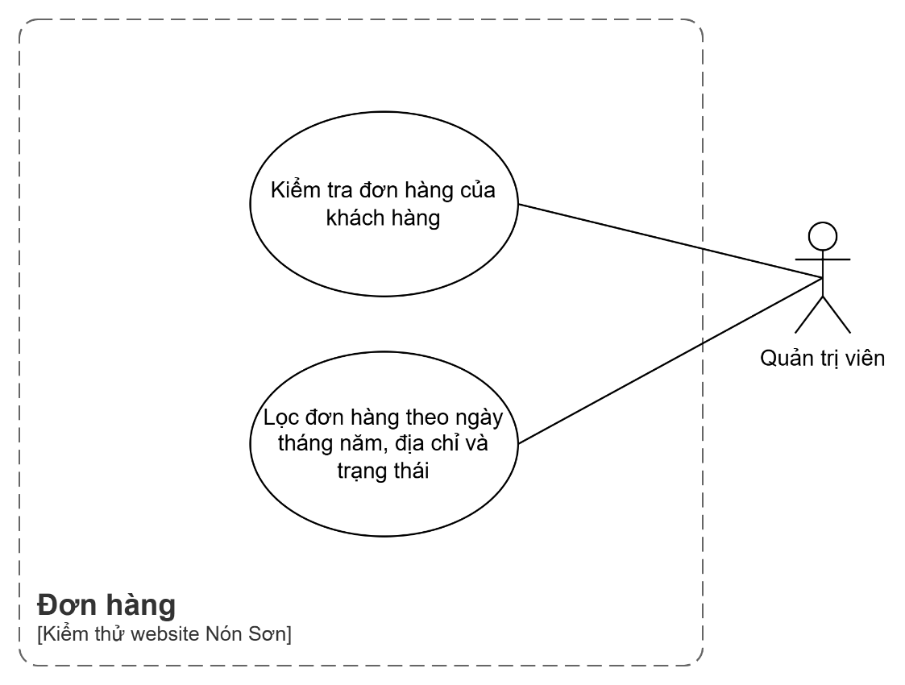 Kiểm tra đơn hàng của
khách hàng
Quản trị viên
Lọc đơn hàng theo ngày
tháng năm, địa chỉ và
trạng thái
Đơn hàng
[Kiểm thử website Nón Sơn]